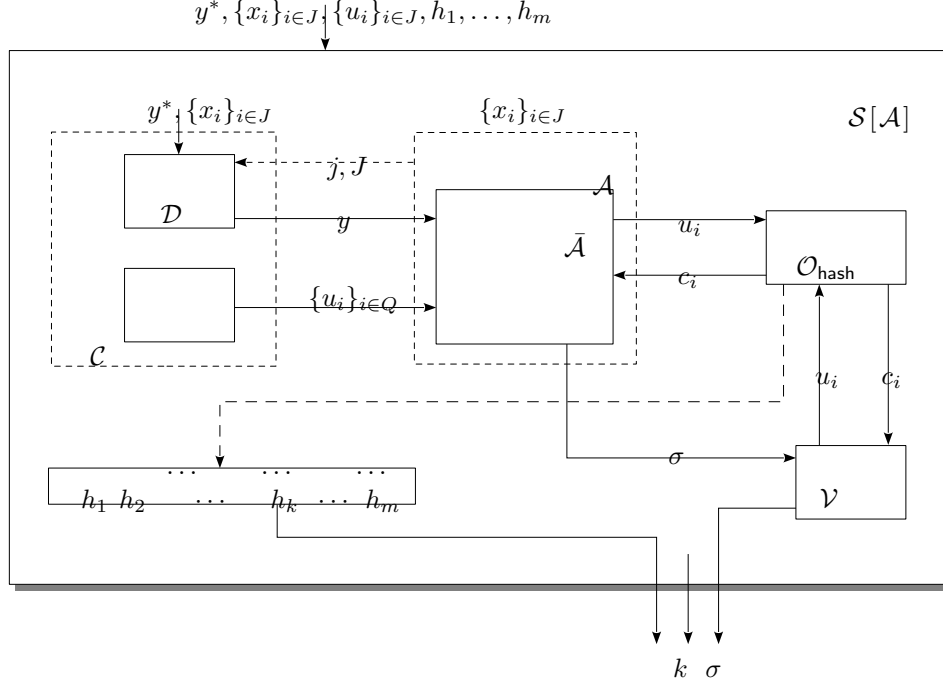 y*, {x_i}_{i∈J}, {u_i}_{i∈J}, h_1, …, h_m
y*, {x_i}_{i∈J}
{x_i}_{i∈J}
𝒮[𝒜]
j, J
𝒜
𝒟
y
u_i
𝒜̄
𝒪_hash
c_i
{u_i}_{i∈Q}
𝒞
u_i
c_i
σ
⋯ ⋯ ⋯
h_1 h_2 ⋯ h_k ⋯ h_m
𝒱
k σ